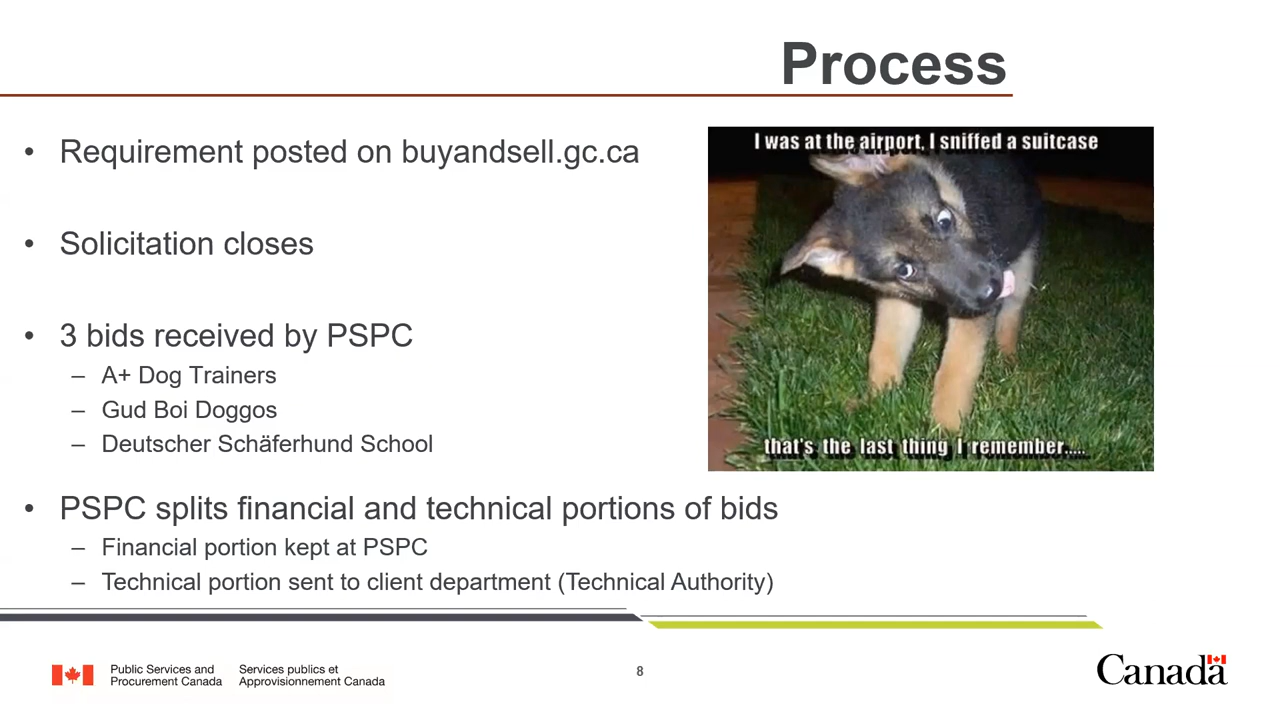 Process
• Requirement posted on buyandsell.gc.ca
• Solicitation closes
• 3 bids received by PSPC
– A+ Dog Trainers
– Gud Boi Doggos
– Deutscher Schäferhund School
I was at the airport, I sniffed a suitcase
that's the last thing I remember.....
• PSPC splits financial and technical portions of bids
– Financial portion kept at PSPC
– Technical portion sent to client department (Technical Authority)
Public Services and
Procurement Canada
Services publics et
Approvisionnement Canada
8
Canada